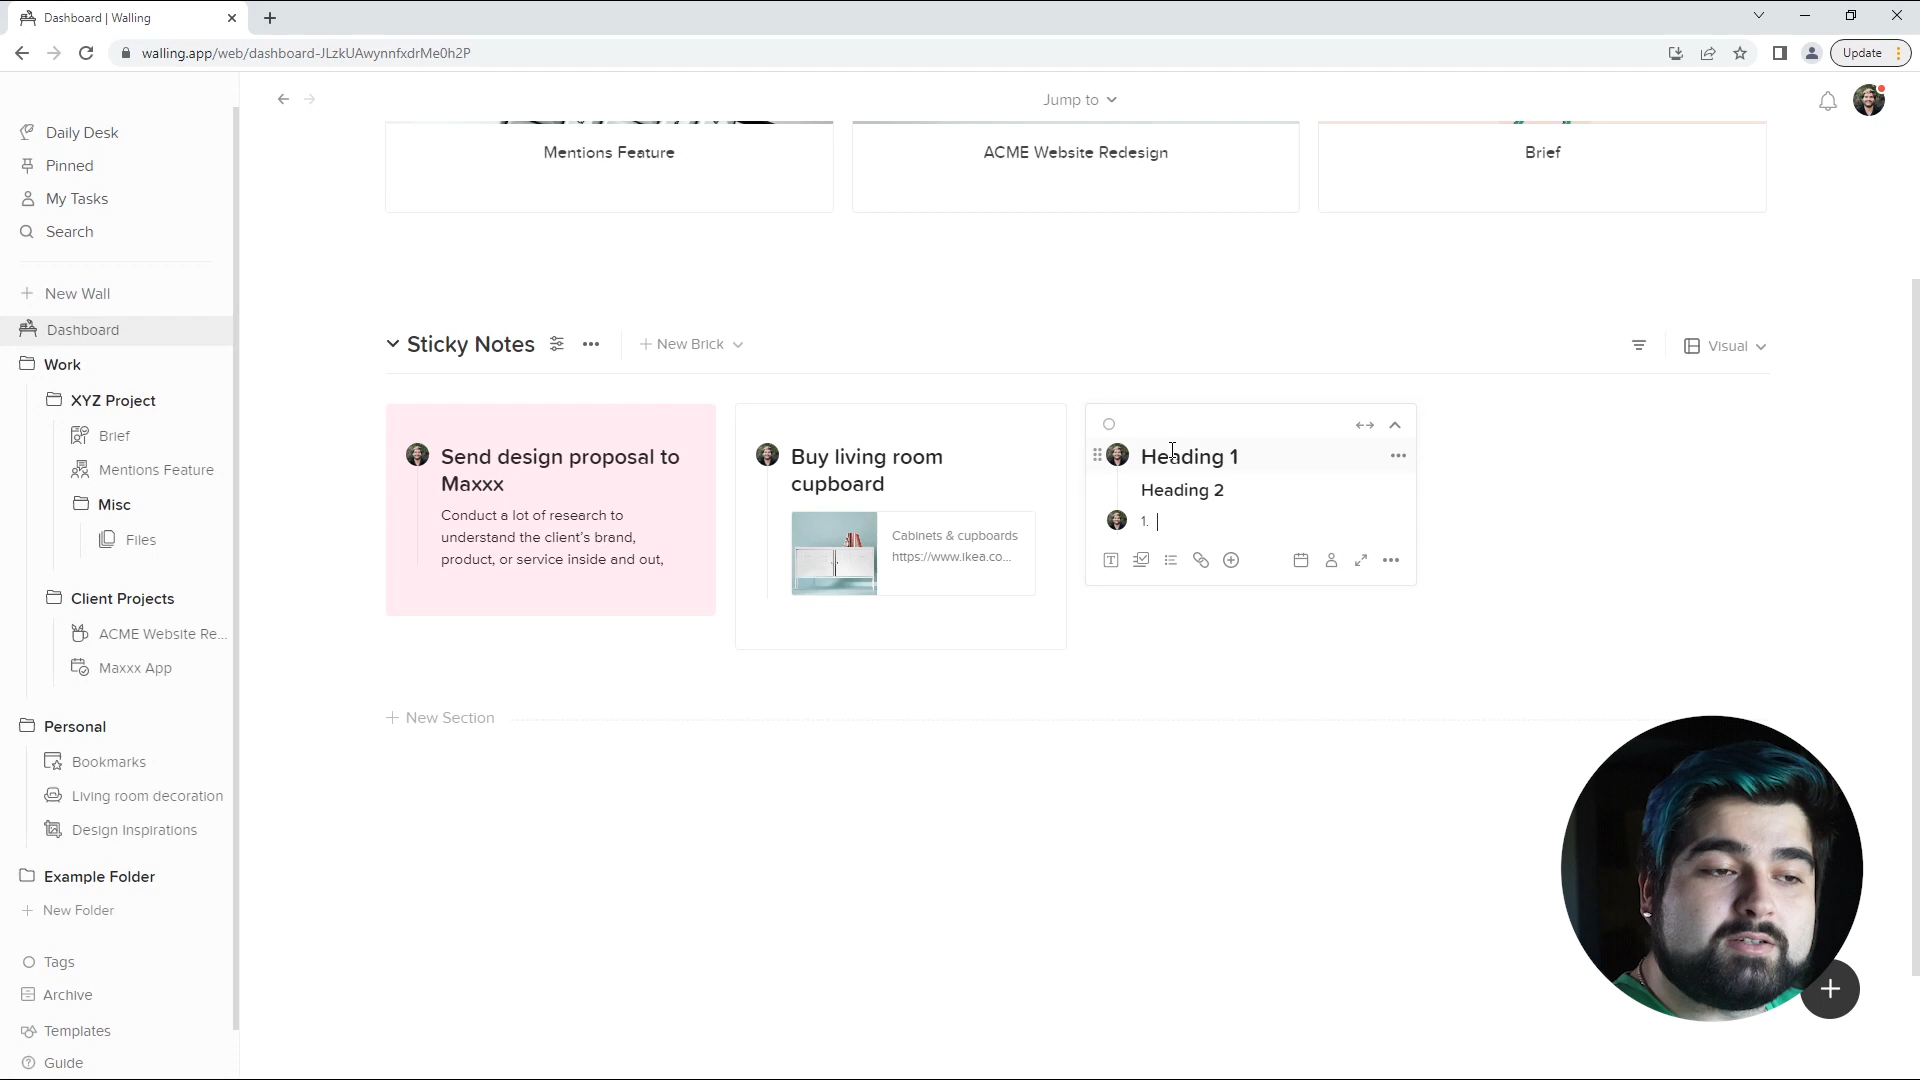 Dashboard | Walling
walling.app/web/dashboard-JLzkUAwynnfxdrMe0h2P
Update
Jump to
Daily Desk
Pinned
My Tasks
Search
New Wall
Dashboard
Work
XYZ Project
Brief
Mentions Feature
Misc
Files
Client Projects
ACME Website Re...
Maxxx App
Personal
Bookmarks
Living room decoration
Design Inspirations
Example Folder
New Folder
Tags
Archive
Templates
Guide
Mentions Feature
ACME Website Redesign
Brief
Sticky Notes
New Brick
Visual
Send design proposal to
Maxxx
Conduct a lot of research to
understand the client's brand,
product, or service inside and out,
Buy living room
cupboard
Cabinets & cupboards
https://www.ikea.co...
Heading 1
Heading 2
1.
New Section